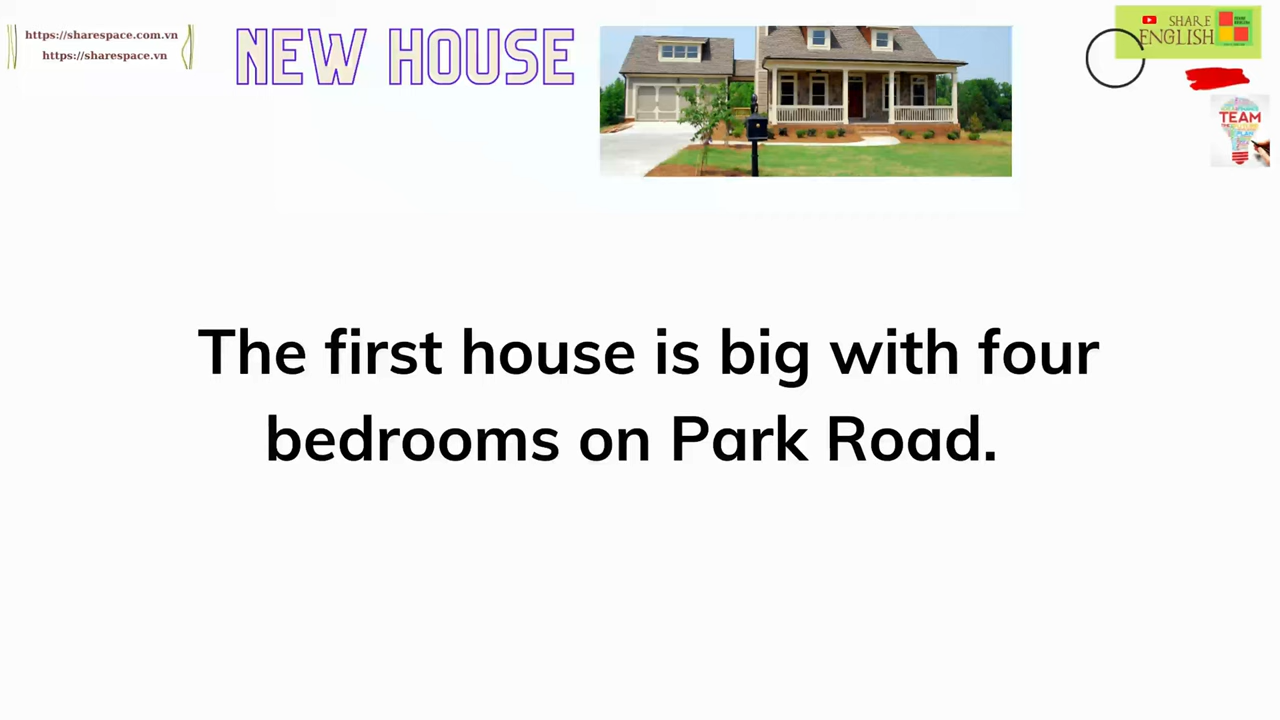 https://sharespace.com.vn
https://sharespace.vn
NEW HOUSE
SHARE
ENGLISH
TEAM
The first house is big with four
bedrooms on Park Road.